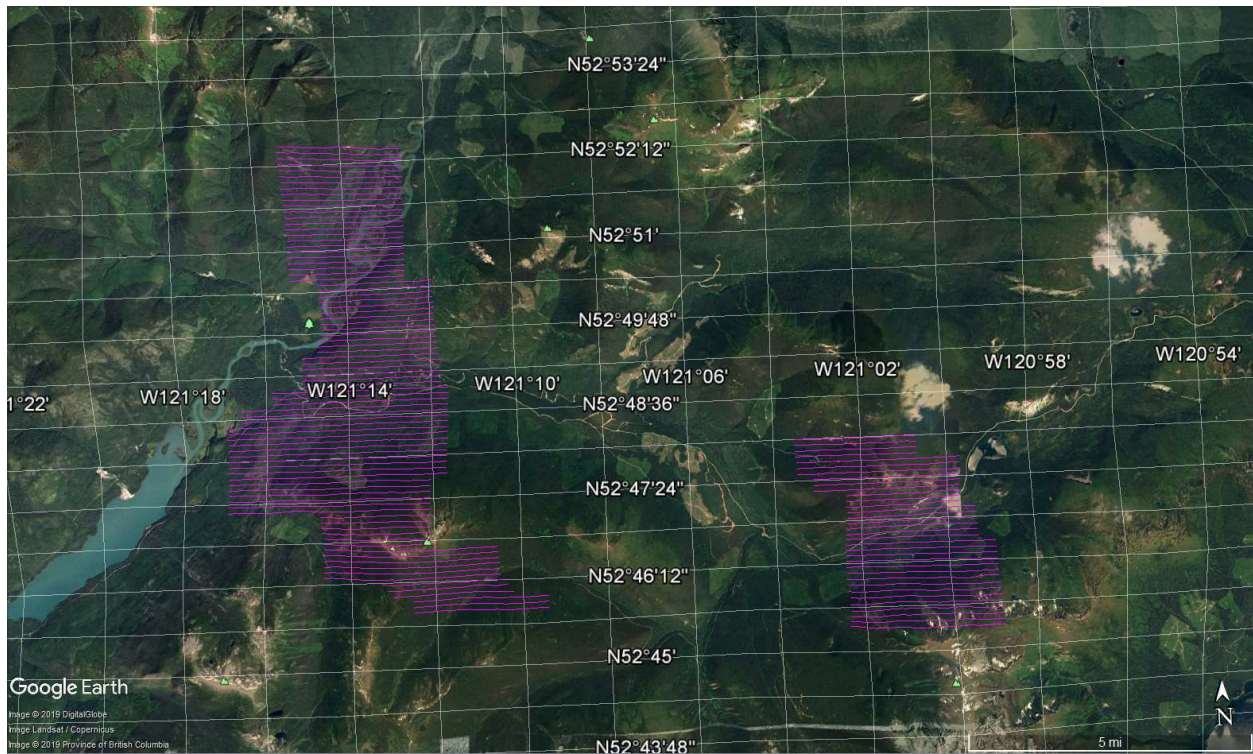 N52°53'24"
N52°52'12"
N52°51'
N52°49'48"
W120°54'
W120°58'
W121°02'
W121°06'
W121°10'
W121°14'
W121°18'
1°22'
N52°48'36"
N52°47'24"
N52°46'12"
N52°45'
N52°43'48"
Google Earth
Image © 2019 DigitalGlobe
Image Landsat / Copernicus
Image © 2019 Province of British Columbia
N
5 mi